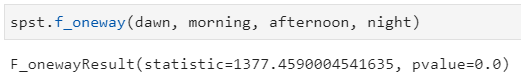 spst.f_oneway(dawn, morning, afternoon, night)
F_onewayResult(statistic=1377.4590004541635, pvalue=0.0)